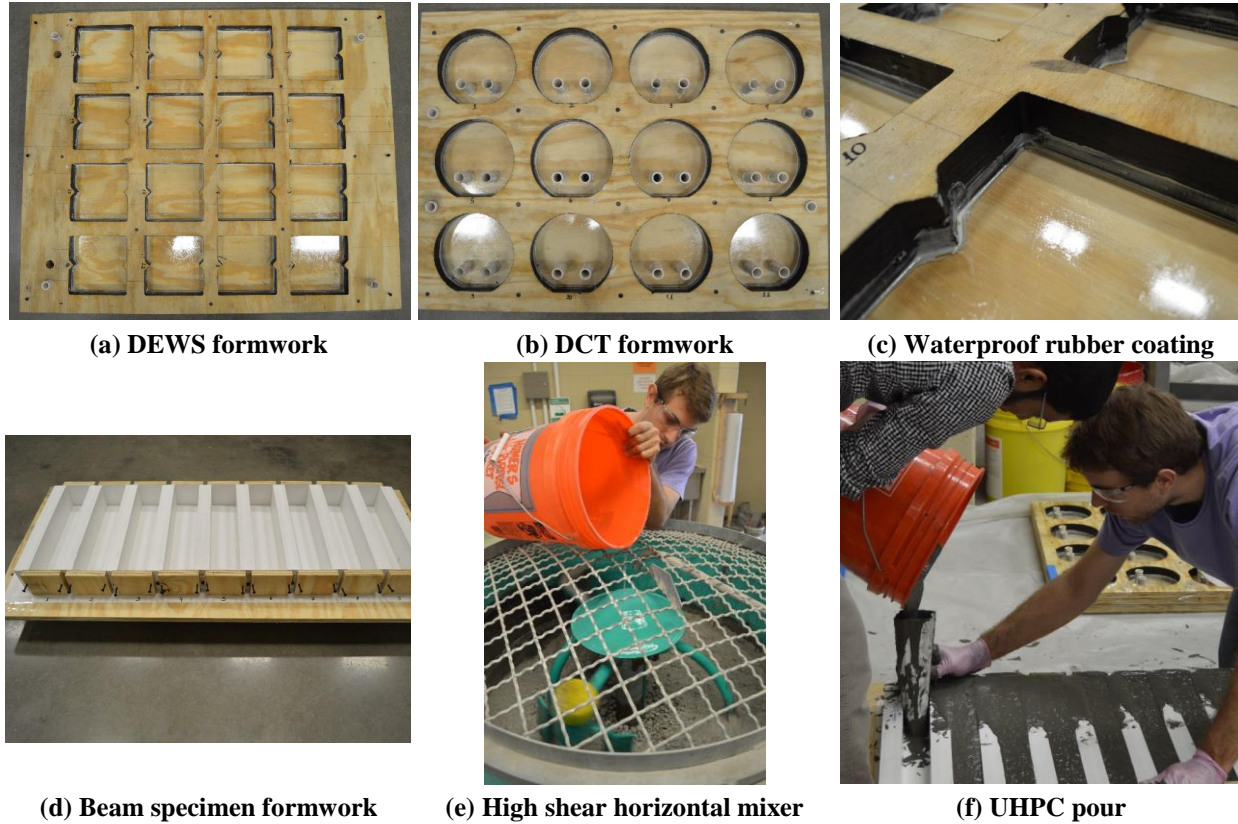 (a) DEWS formwork
(b) DCT formwork
(c) Waterproof rubber coating
(d) Beam specimen formwork
(e) High shear horizontal mixer
(f) UHPC pour